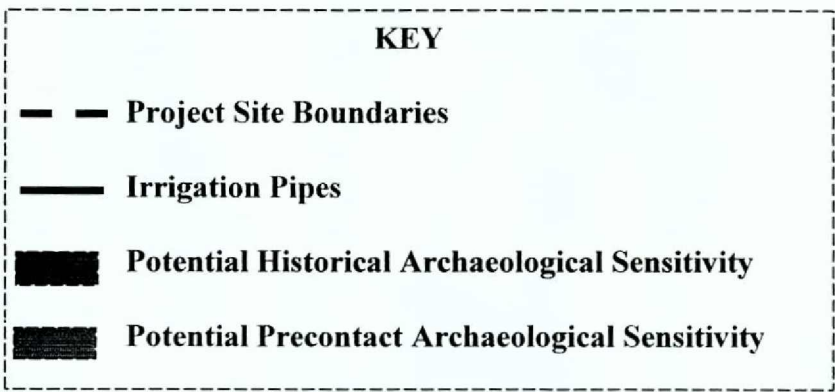 KEY
Project Site Boundaries
Irrigation Pipes
Potential Historical Archaeological Sensitivity
Potential Precontact Archaeological Sensitivity